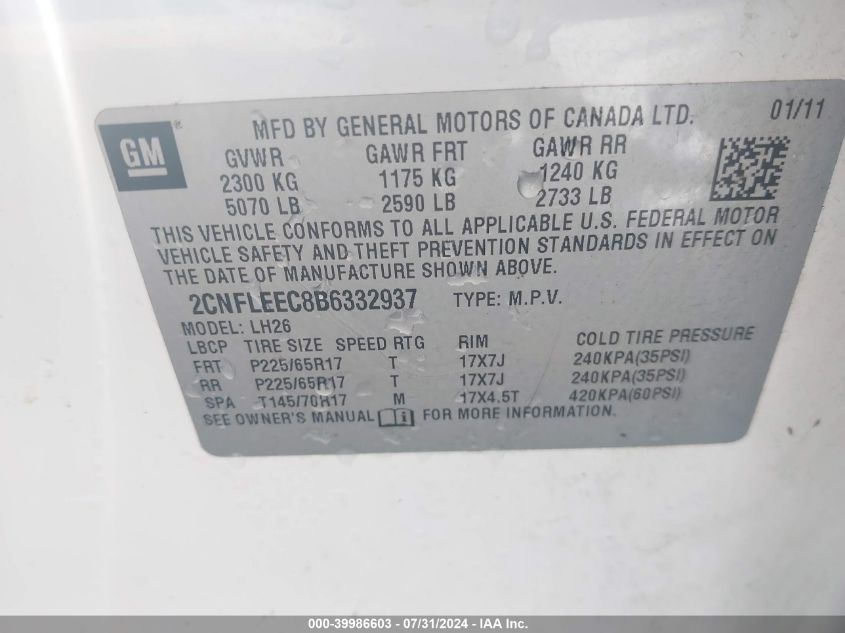 GM® MFD BY GENERAL MOTORS OF CANADA LTD. 01/11
GVWR GAWR FRT GAWR RR
2300 KG 1175 KG 1240 KG
5070 LB 2590 LB 2733 LB
THIS VEHICLE CONFORMS TO ALL APPLICABLE U.S. FEDERAL MOTOR
VEHICLE SAFETY AND THEFT PREVENTION STANDARDS IN EFFECT ON
THE DATE OF MANUFACTURE SHOWN ABOVE.
2CNFLEEC8B6332937 TYPE: M.P.V.
MODEL: LH26
LBCP TIRE SIZE SPEED RTG RIM COLD TIRE PRESSURE
FRT P225/65R17 T 17X7J 240KPA(35PSI)
RR P225/65R17 T 17X7J 240KPA(35PSI)
SPA T145/70R17 M 17X4.5T 420KPA(60PSI)
SEE OWNER'S MANUAL FOR MORE INFORMATION.
000-39986603 / 07/31/2024 - IAA Inc.